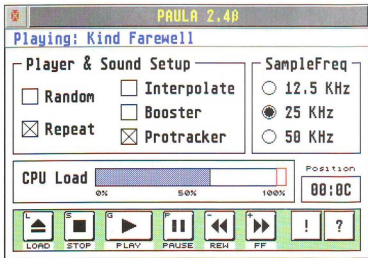 PAULA 2.4ß
Playing: Kind Farewell
Player & Sound Setup
Random
Repeat
Interpolate
Booster
Protracker
SampleFreq
12.5 KHz
25 KHz
50 KHz
CPU Load
0% 50% 100%
Position
00:0C
L S G P - +
LOAD STOP PLAY PAUSE REW FF
! ?